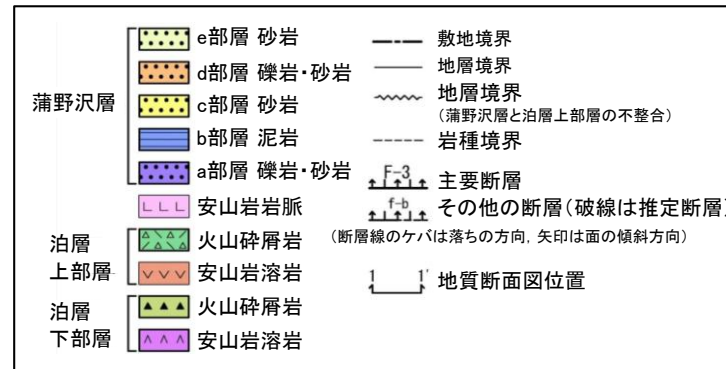 e部層 砂岩
d部層 礫岩・砂岩
蒲野沢層
c部層 砂岩
b部層 泥岩
a部層 礫岩・砂岩
安山岩岩脈
泊層
上部層
火山砕屑岩
安山岩溶岩
泊層
下部層
火山砕屑岩
安山岩溶岩
敷地境界
地層境界
地層境界
(蒲野沢層と泊層上部層の不整合)
岩種境界
F-3
主要断層
f-b
その他の断層(破線は推定断層)
(断層線のケバは落ちの方向, 矢印は面の傾斜方向)
1 1'
地質断面図位置